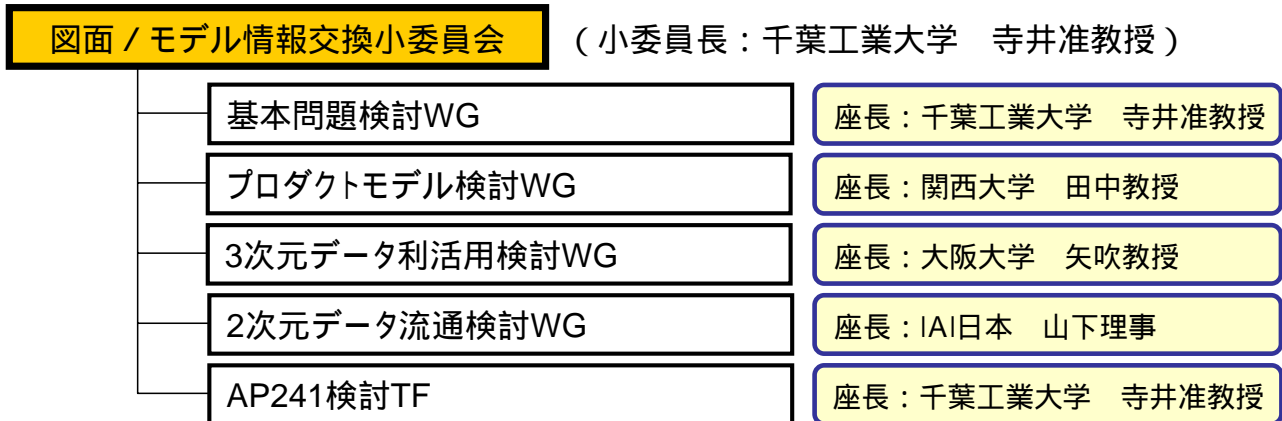 図面／モデル情報交換小委員会 （小委員長：千葉工業大学　寺井准教授）
基本問題検討WG 座長：千葉工業大学　寺井准教授
プロダクトモデル検討WG 座長：関西大学　田中教授
3次元データ利活用検討WG 座長：大阪大学　矢吹教授
2次元データ流通検討WG 座長：IAI日本　山下理事
AP241検討TF 座長：千葉工業大学　寺井准教授